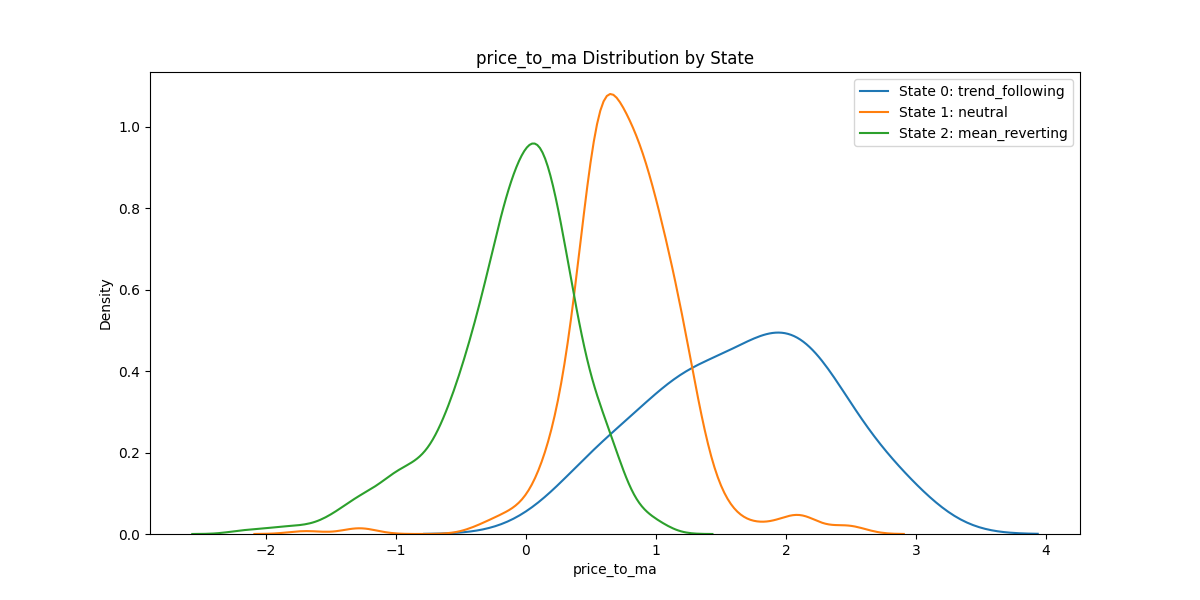 price_to_ma Distribution by State
State 0: trend_following
State 1: neutral
State 2: mean_reverting
Density
1.0
0.8
0.6
0.4
0.2
0.0
−2
−1
0
1
2
3
4
price_to_ma